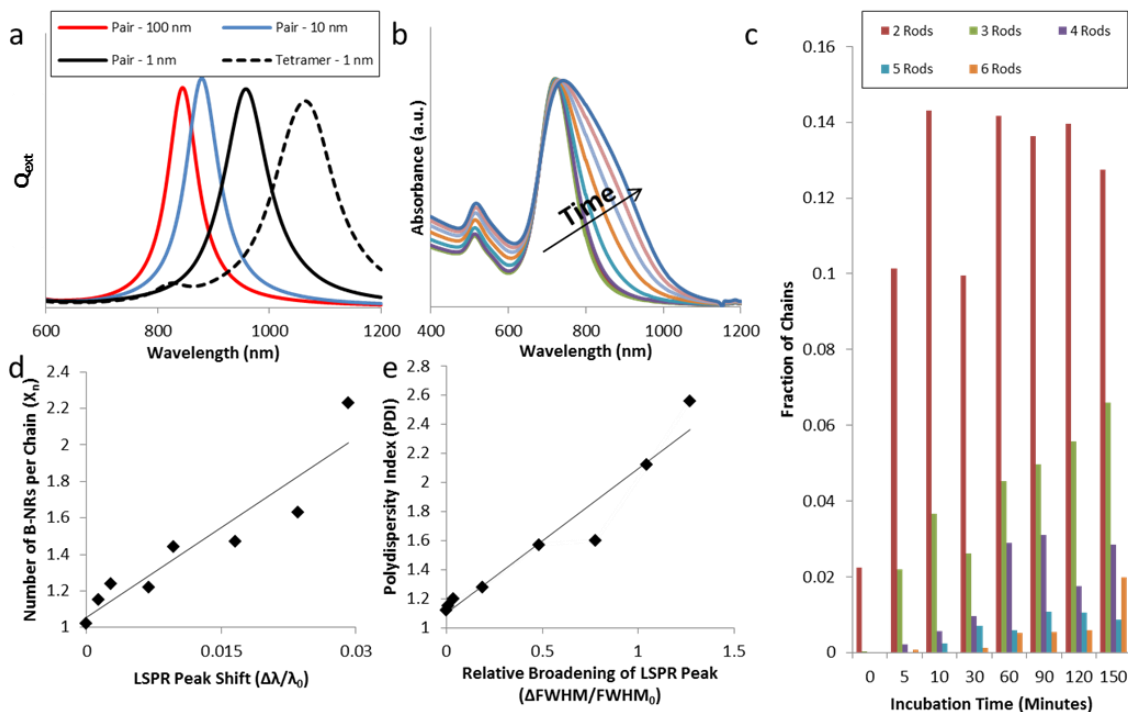 a
Pair - 100 nm
Pair - 10 nm
Pair - 1 nm
Tetramer - 1 nm
Qext
600
800
1000
1200
Wavelength (nm)
b
Absorbance (a.u.)
Time
400
600
800
1000
1200
Wavelength (nm)
c
2 Rods
3 Rods
4 Rods
5 Rods
6 Rods
Fraction of Chains
0.16
0.14
0.12
0.1
0.08
0.06
0.04
0.02
0
0 5 10 30 60 90 120 150
Incubation Time (Minutes)
d
Number of B-NRs per Chain (Xn)
2.4
2.2
2
1.8
1.6
1.4
1.2
1
0
0.015
0.03
LSPR Peak Shift (Δλ/λ0)
e
Polydispersity Index (PDI)
2.8
2.6
2.4
2.2
2
1.8
1.6
1.4
1.2
1
0
0.5
1
1.5
Relative Broadening of LSPR Peak
(ΔFWHM/FWHM0)